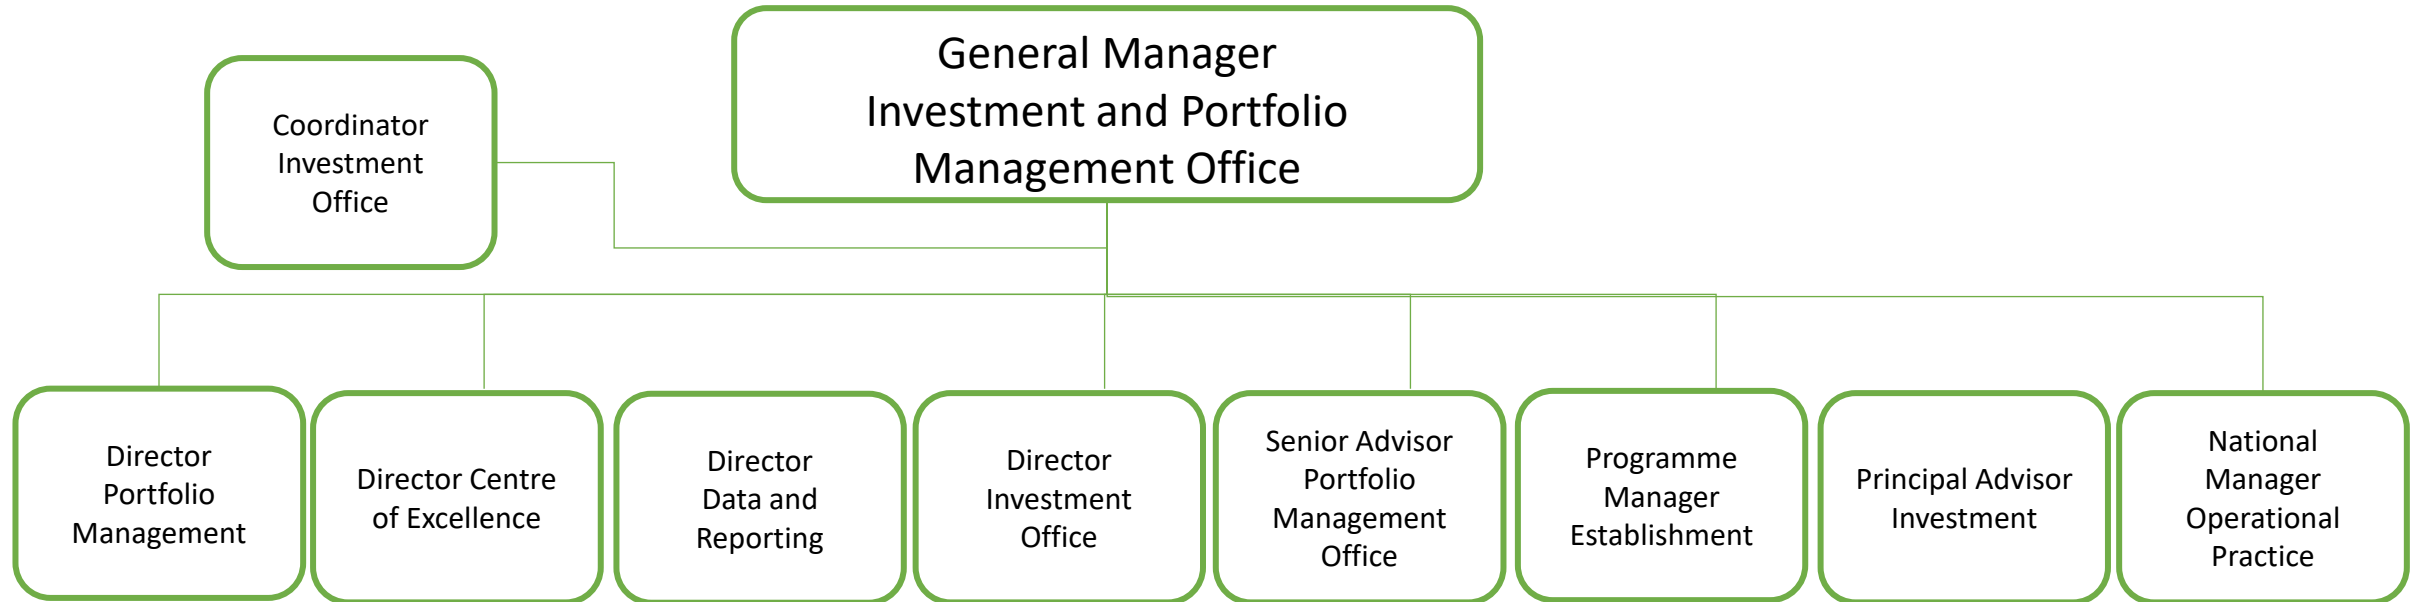 General Manager
Investment and Portfolio
Management Office
Coordinator
Investment
Office
Director
Portfolio
Management
Director Centre
of Excellence
Director
Data and
Reporting
Director
Investment
Office
Senior Advisor
Portfolio
Management
Office
Programme
Manager
Establishment
Principal Advisor
Investment
National
Manager
Operational
Practice